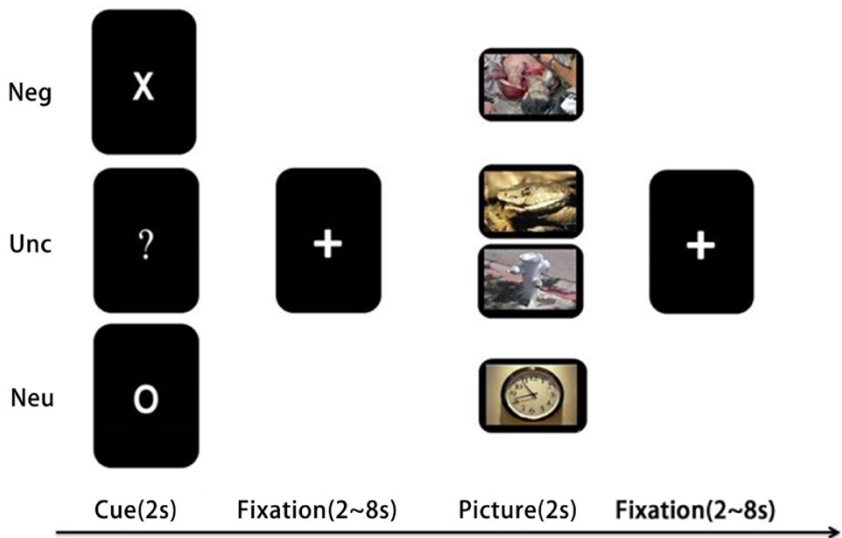 Neg
X
Unc
?
+
+
Neu
O
Cue(2s)
Fixation(2~8s)
Picture(2s)
Fixation(2~8s)